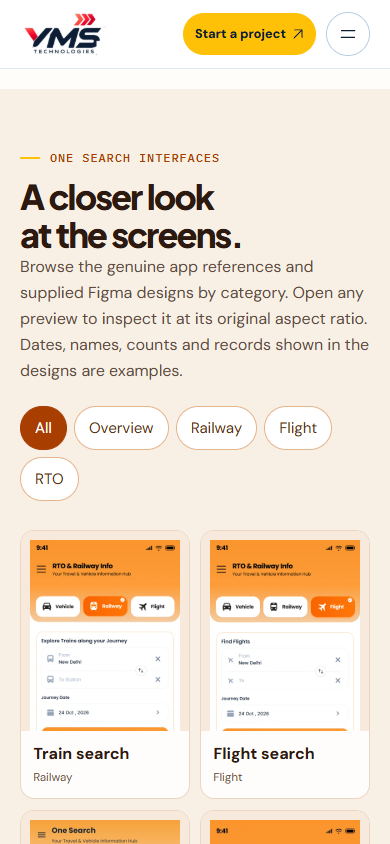 YMS
TECHNOLOGIES
Start a project
ONE SEARCH INTERFACES
A closer look
at the screens.
Browse the genuine app references and
supplied Figma designs by category. Open any
preview to inspect it at its original aspect ratio.
Dates, names, counts and records shown in the
designs are examples.
All
Overview
Railway
Flight
RTO
9:41
RTO & Railway Info
Your Travel & Vehicle Information Hub
Vehicle
Railway
Flight
Explore Trains along your Journey
From
New Delhi
To Station
Journey Date
24 Oct , 2026
Train search
Railway
9:41
RTO & Railway Info
Your Travel & Vehicle Information Hub
Vehicle
Railway
Flight
Find Flights
From
New Delhi
To
Journey Date
24 Oct , 2026
Flight search
Flight
One Search
Your Travel & Vehicle Information Hub
9:41